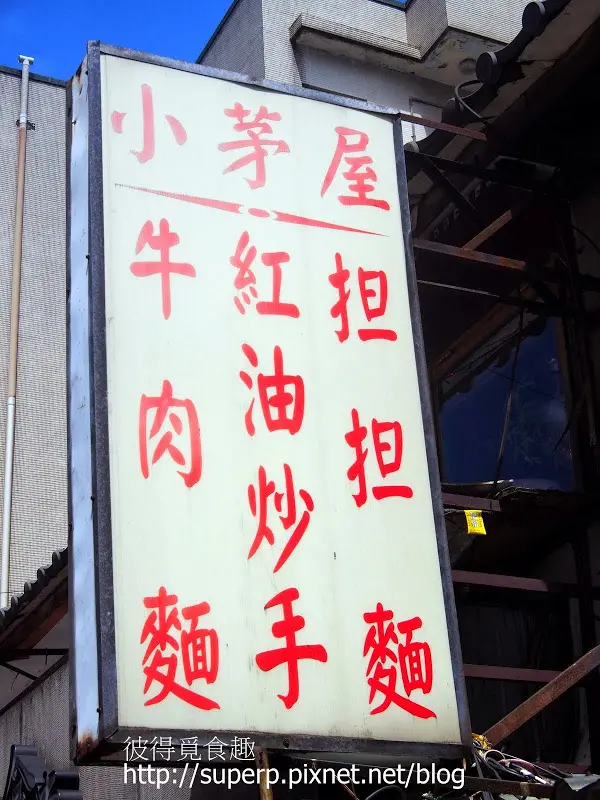 小茅屋
担担麵
紅油炒手
牛肉麵
彼得覓食趣
http://superp.pixnet.net/blog